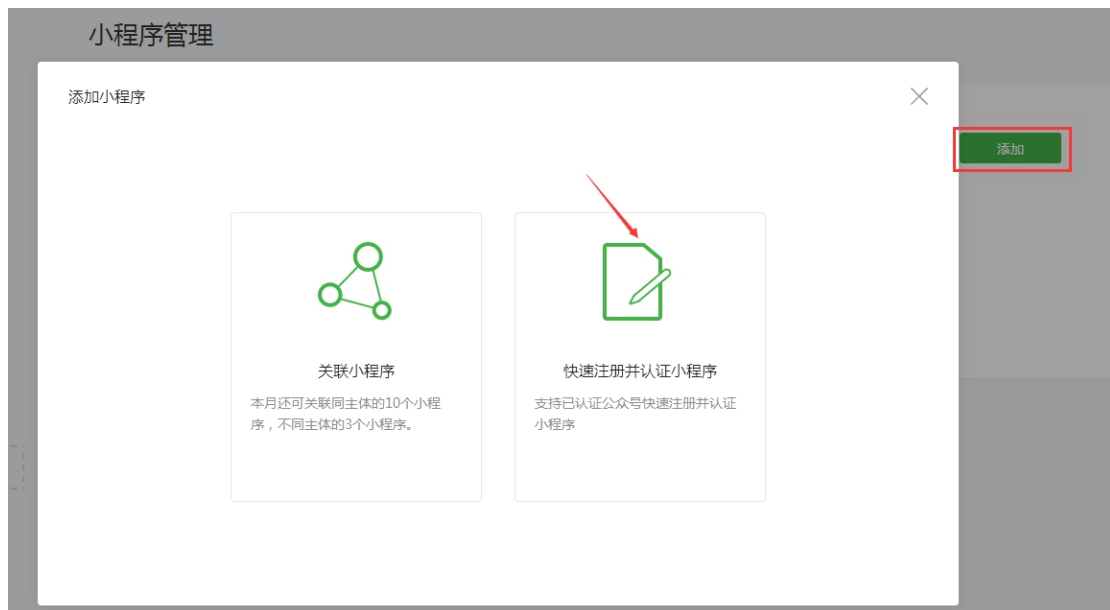 小程序管理
添加小程序
添加
关联小程序
本月还可关联同主体的10个小程
序，不同主体的3个小程序。
快速注册并认证小程序
支持已认证公众号快速注册并认证
小程序